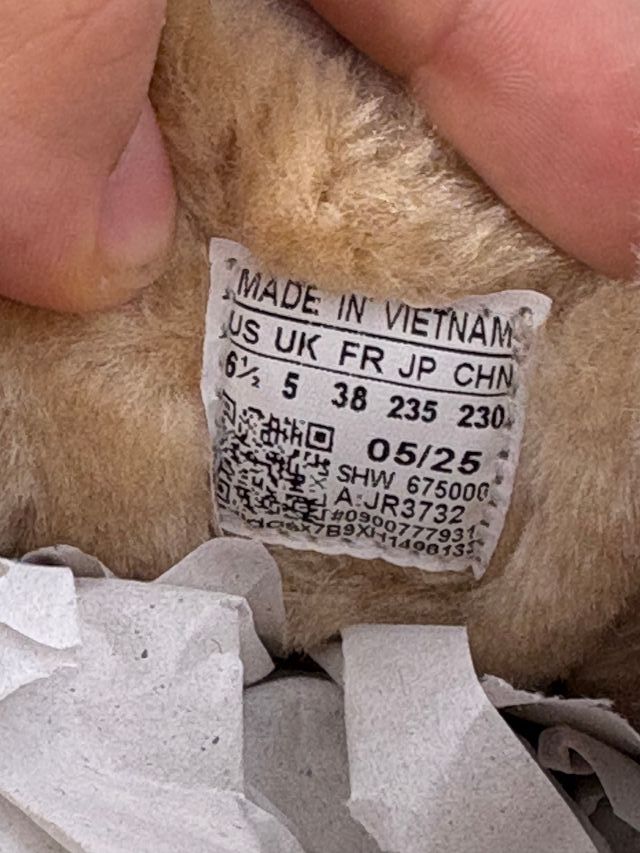 MADE IN VIETNAM
US UK FR JP CHN
6½ 5 38 235 230
05/25
SHW 675000
A:JR3732
#0900777931